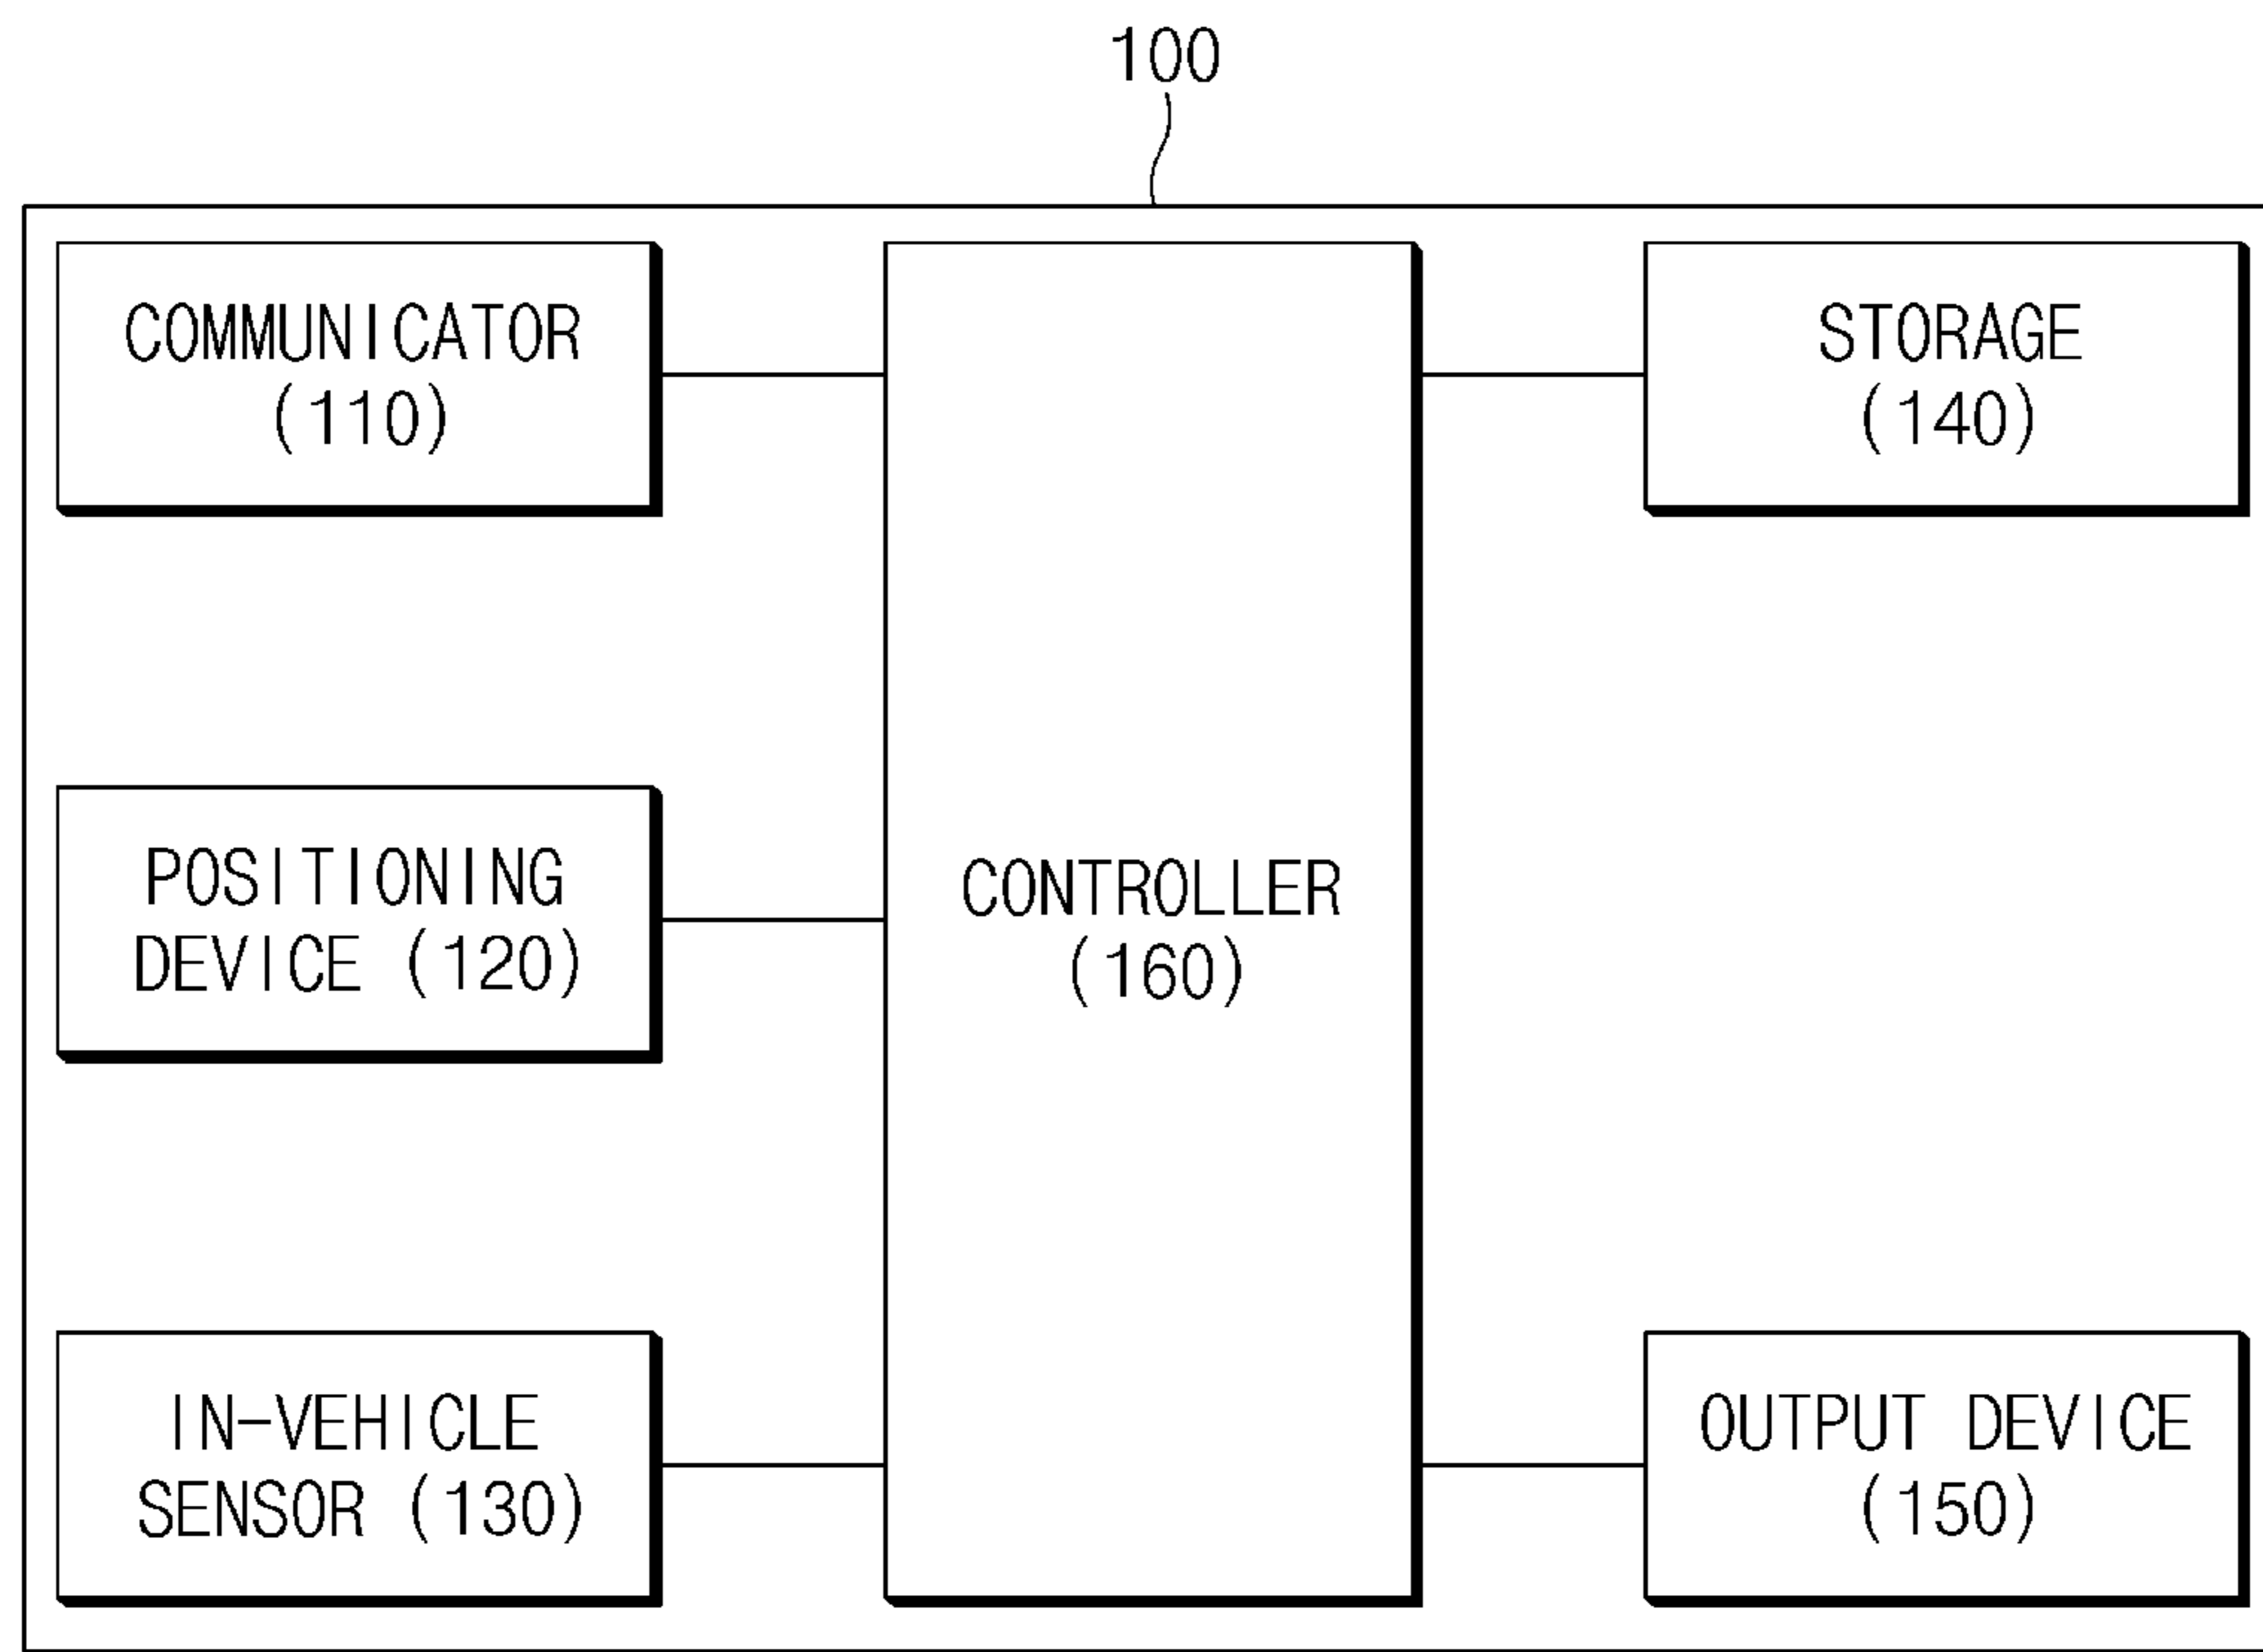 100
COMMUNICATOR
(110)
POSITIONING
DEVICE (120)
IN-VEHICLE
SENSOR (130)
CONTROLLER
(160)
STORAGE
(140)
OUTPUT DEVICE
(150)